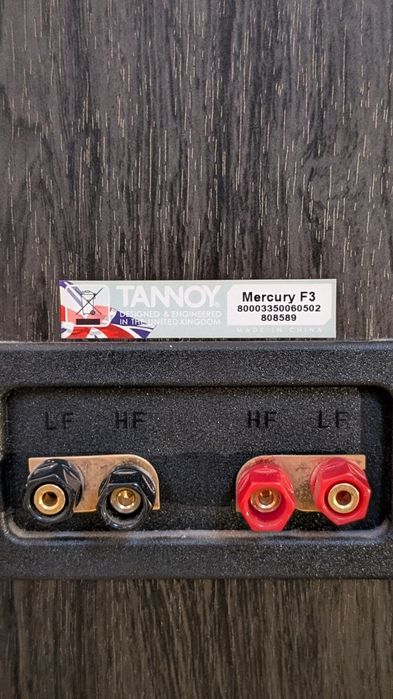 TANNOY®
DESIGNED & ENGINEERED
IN THE UNITED KINGDOM
Mercury F3
80003350060502
808589
MADE IN CHINA
LF HF HF LF